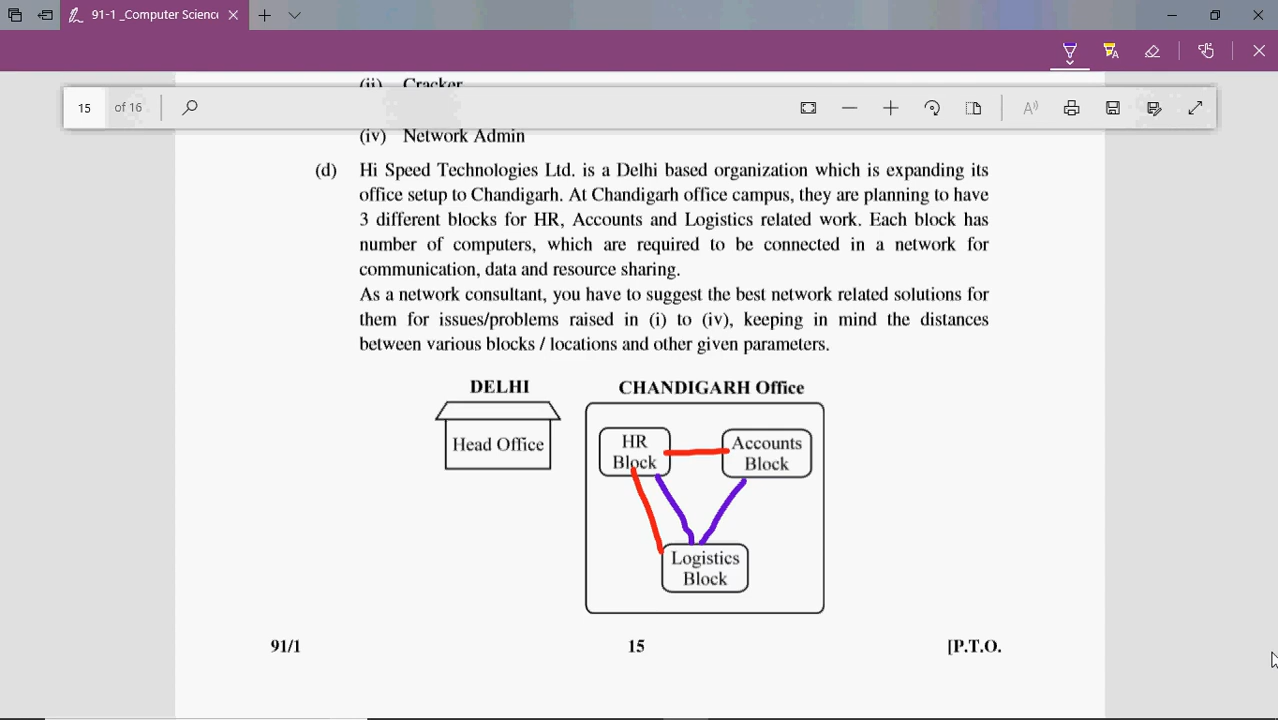 91-1 _Computer Science
15 of 16
(ii) Cracker
(iv) Network Admin
(d) Hi Speed Technologies Ltd. is a Delhi based organization which is expanding its
office setup to Chandigarh. At Chandigarh office campus, they are planning to have
3 different blocks for HR, Accounts and Logistics related work. Each block has
number of computers, which are required to be connected in a network for
communication, data and resource sharing.
As a network consultant, you have to suggest the best network related solutions for
them for issues/problems raised in (i) to (iv), keeping in mind the distances
between various blocks / locations and other given parameters.
DELHI
CHANDIGARH Office
Head Office
HR
Block
Accounts
Block
Logistics
Block
91/1
15
[P.T.O.